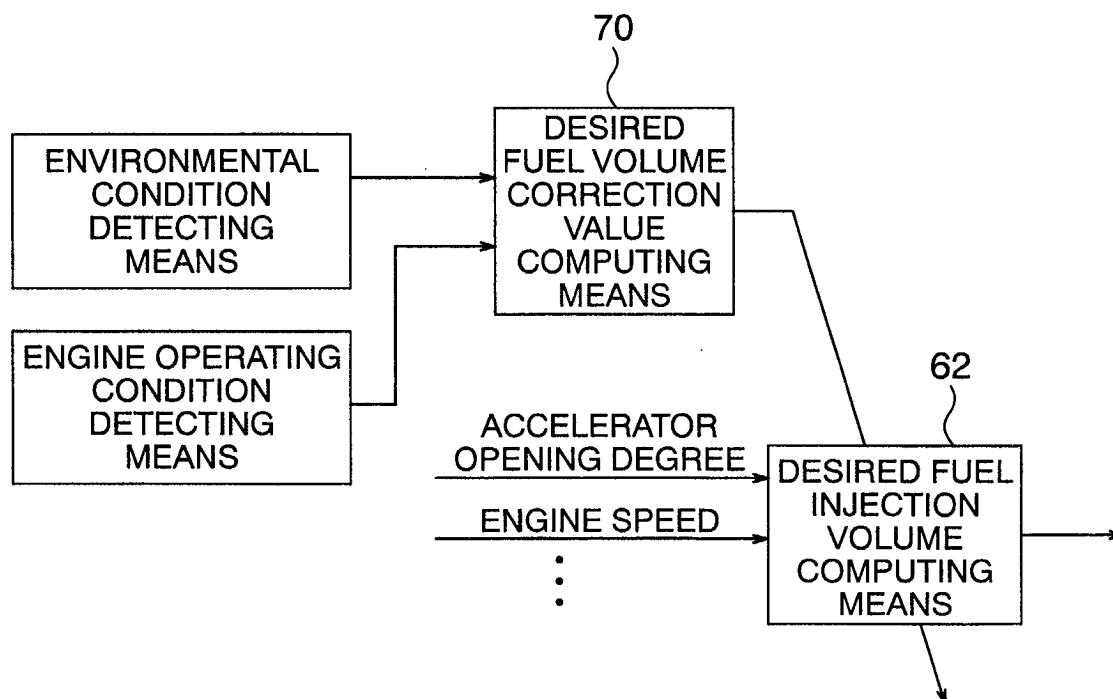 70
ENVIRONMENTAL
CONDITION
DETECTING
MEANS
DESIRED
FUEL VOLUME
CORRECTION
VALUE
COMPUTING
MEANS
ENGINE OPERATING
CONDITION
DETECTING
MEANS
62
ACCELERATOR
OPENING DEGREE
ENGINE SPEED
DESIRED FUEL
INJECTION
VOLUME
COMPUTING
MEANS